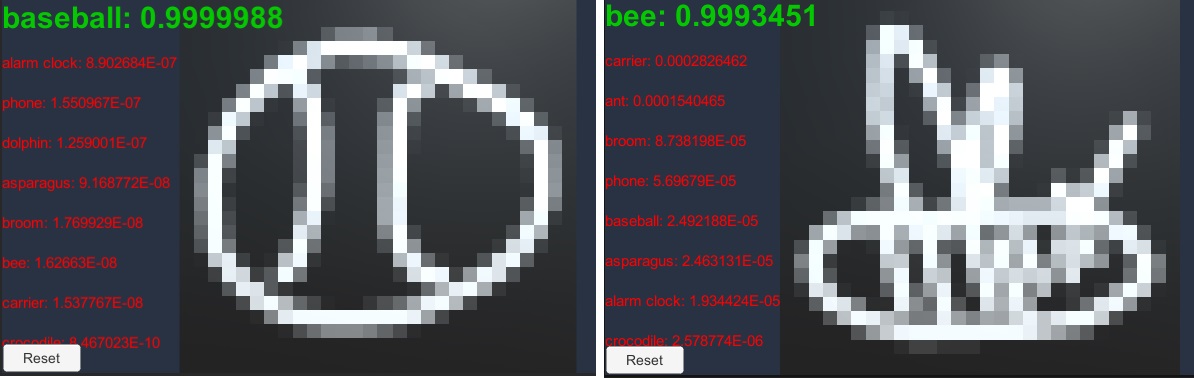 baseball: 0.9999988
alarm clock: 8.902684E-07
phone: 1.550967E-07
dolphin: 1.259001E-07
asparagus: 9.168772E-08
broom: 1.769929E-08
bee: 1.62663E-08
carrier: 1.537767E-08
crocodile: 8.467023E-10
Reset
bee: 0.9993451
carrier: 0.0002826462
ant: 0.0001540465
broom: 8.738198E-05
phone: 5.69679E-05
baseball: 2.492188E-05
asparagus: 2.463131E-05
alarm clock: 1.934424E-05
crocodile: 2.578774E-06
Reset